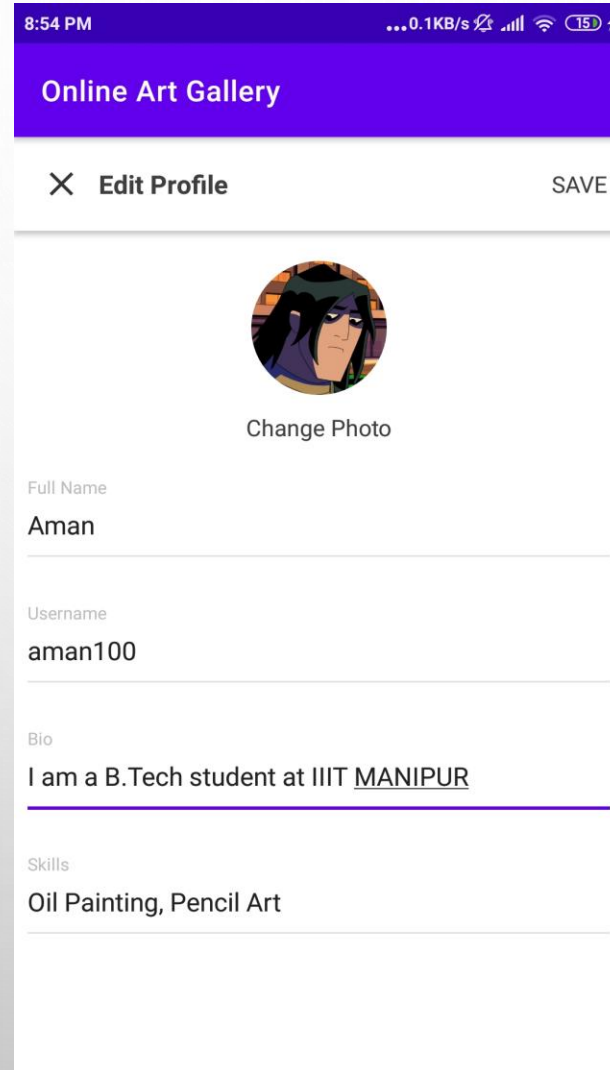 8:54 PM ...0.1KB/s 15
Online Art Gallery
Edit Profile SAVE
Change Photo
Full Name
Aman
Username
aman100
Bio
I am a B.Tech student at IIIT MANIPUR
Skills
Oil Painting, Pencil Art